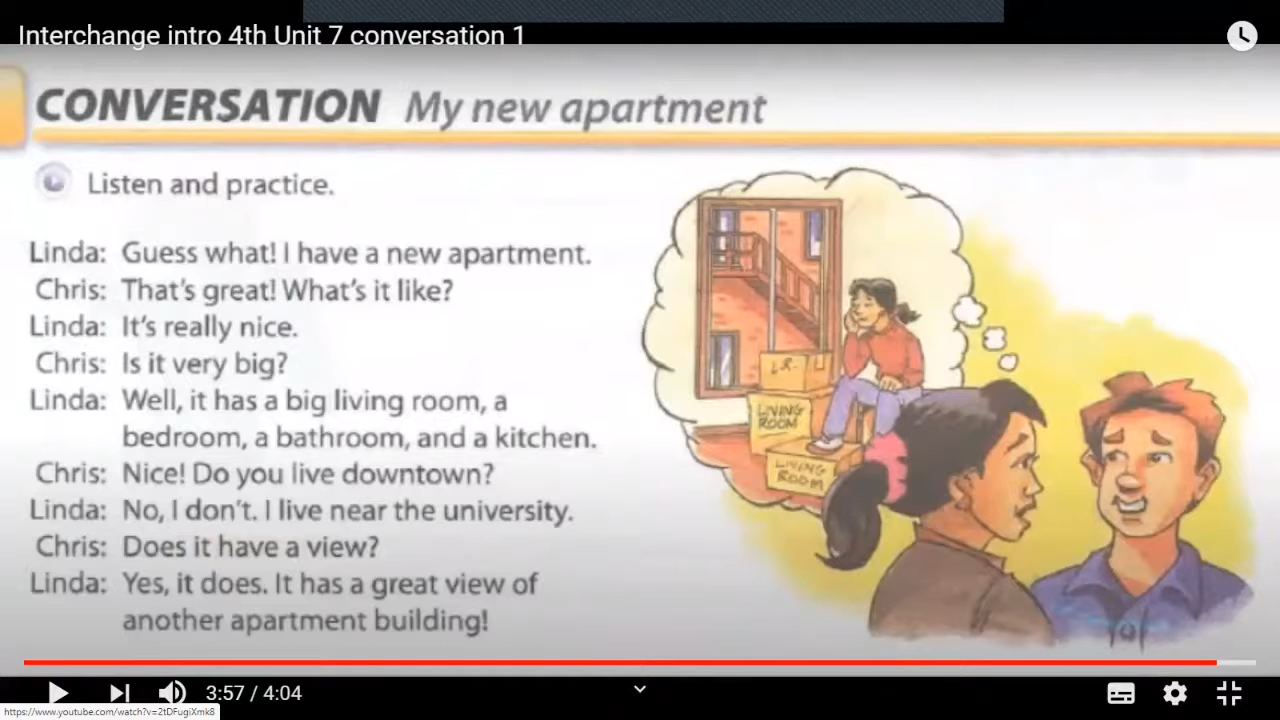 Interchange intro 4th Unit 7 conversation 1
CONVERSATION My new apartment
Listen and practice.
Linda: Guess what! I have a new apartment.
Chris: That's great! What's it like?
Linda: It's really nice.
Chris: Is it very big?
Linda: Well, it has a big living room, a
bedroom, a bathroom, and a kitchen.
Chris: Nice! Do you live downtown?
Linda: No, I don't. I live near the university.
Chris: Does it have a view?
Linda: Yes, it does. It has a great view of
another apartment building!
L.R.
LIVING
ROOM
LIVING
ROOM
3:57 / 4:04
https://www.youtube.com/watch?v=2tDFugiXmk8